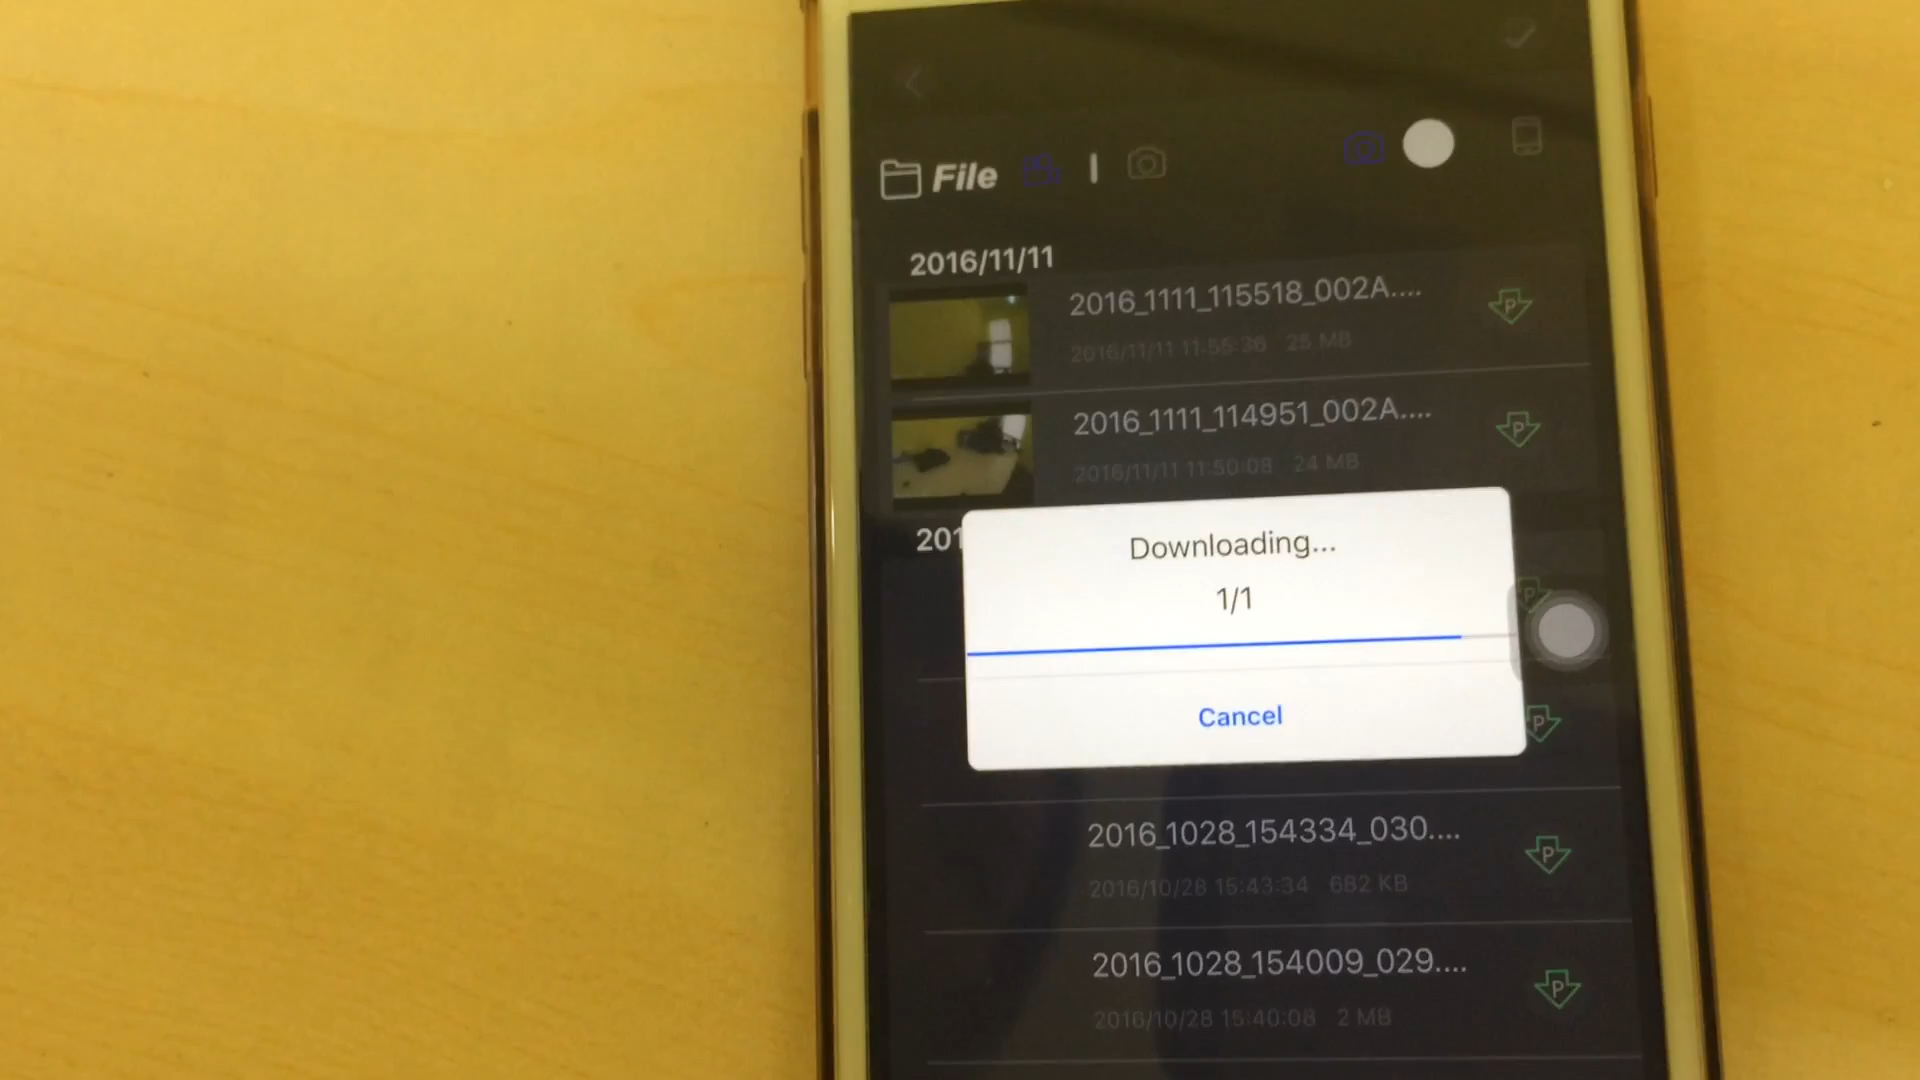 File
2016/11/11
2016_1111_115518_002A....
2016/11/11 11:55:36 25 MB
P
2016_1111_114951_002A....
2016/11/11 11:50:08 24 MB
P
201
Downloading...
1/1
P
Cancel
P
2016_1028_154334_030....
2016/10/28 15:43:34 682 KB
P
2016_1028_154009_029....
2016/10/28 15:40:08 2 MB
P